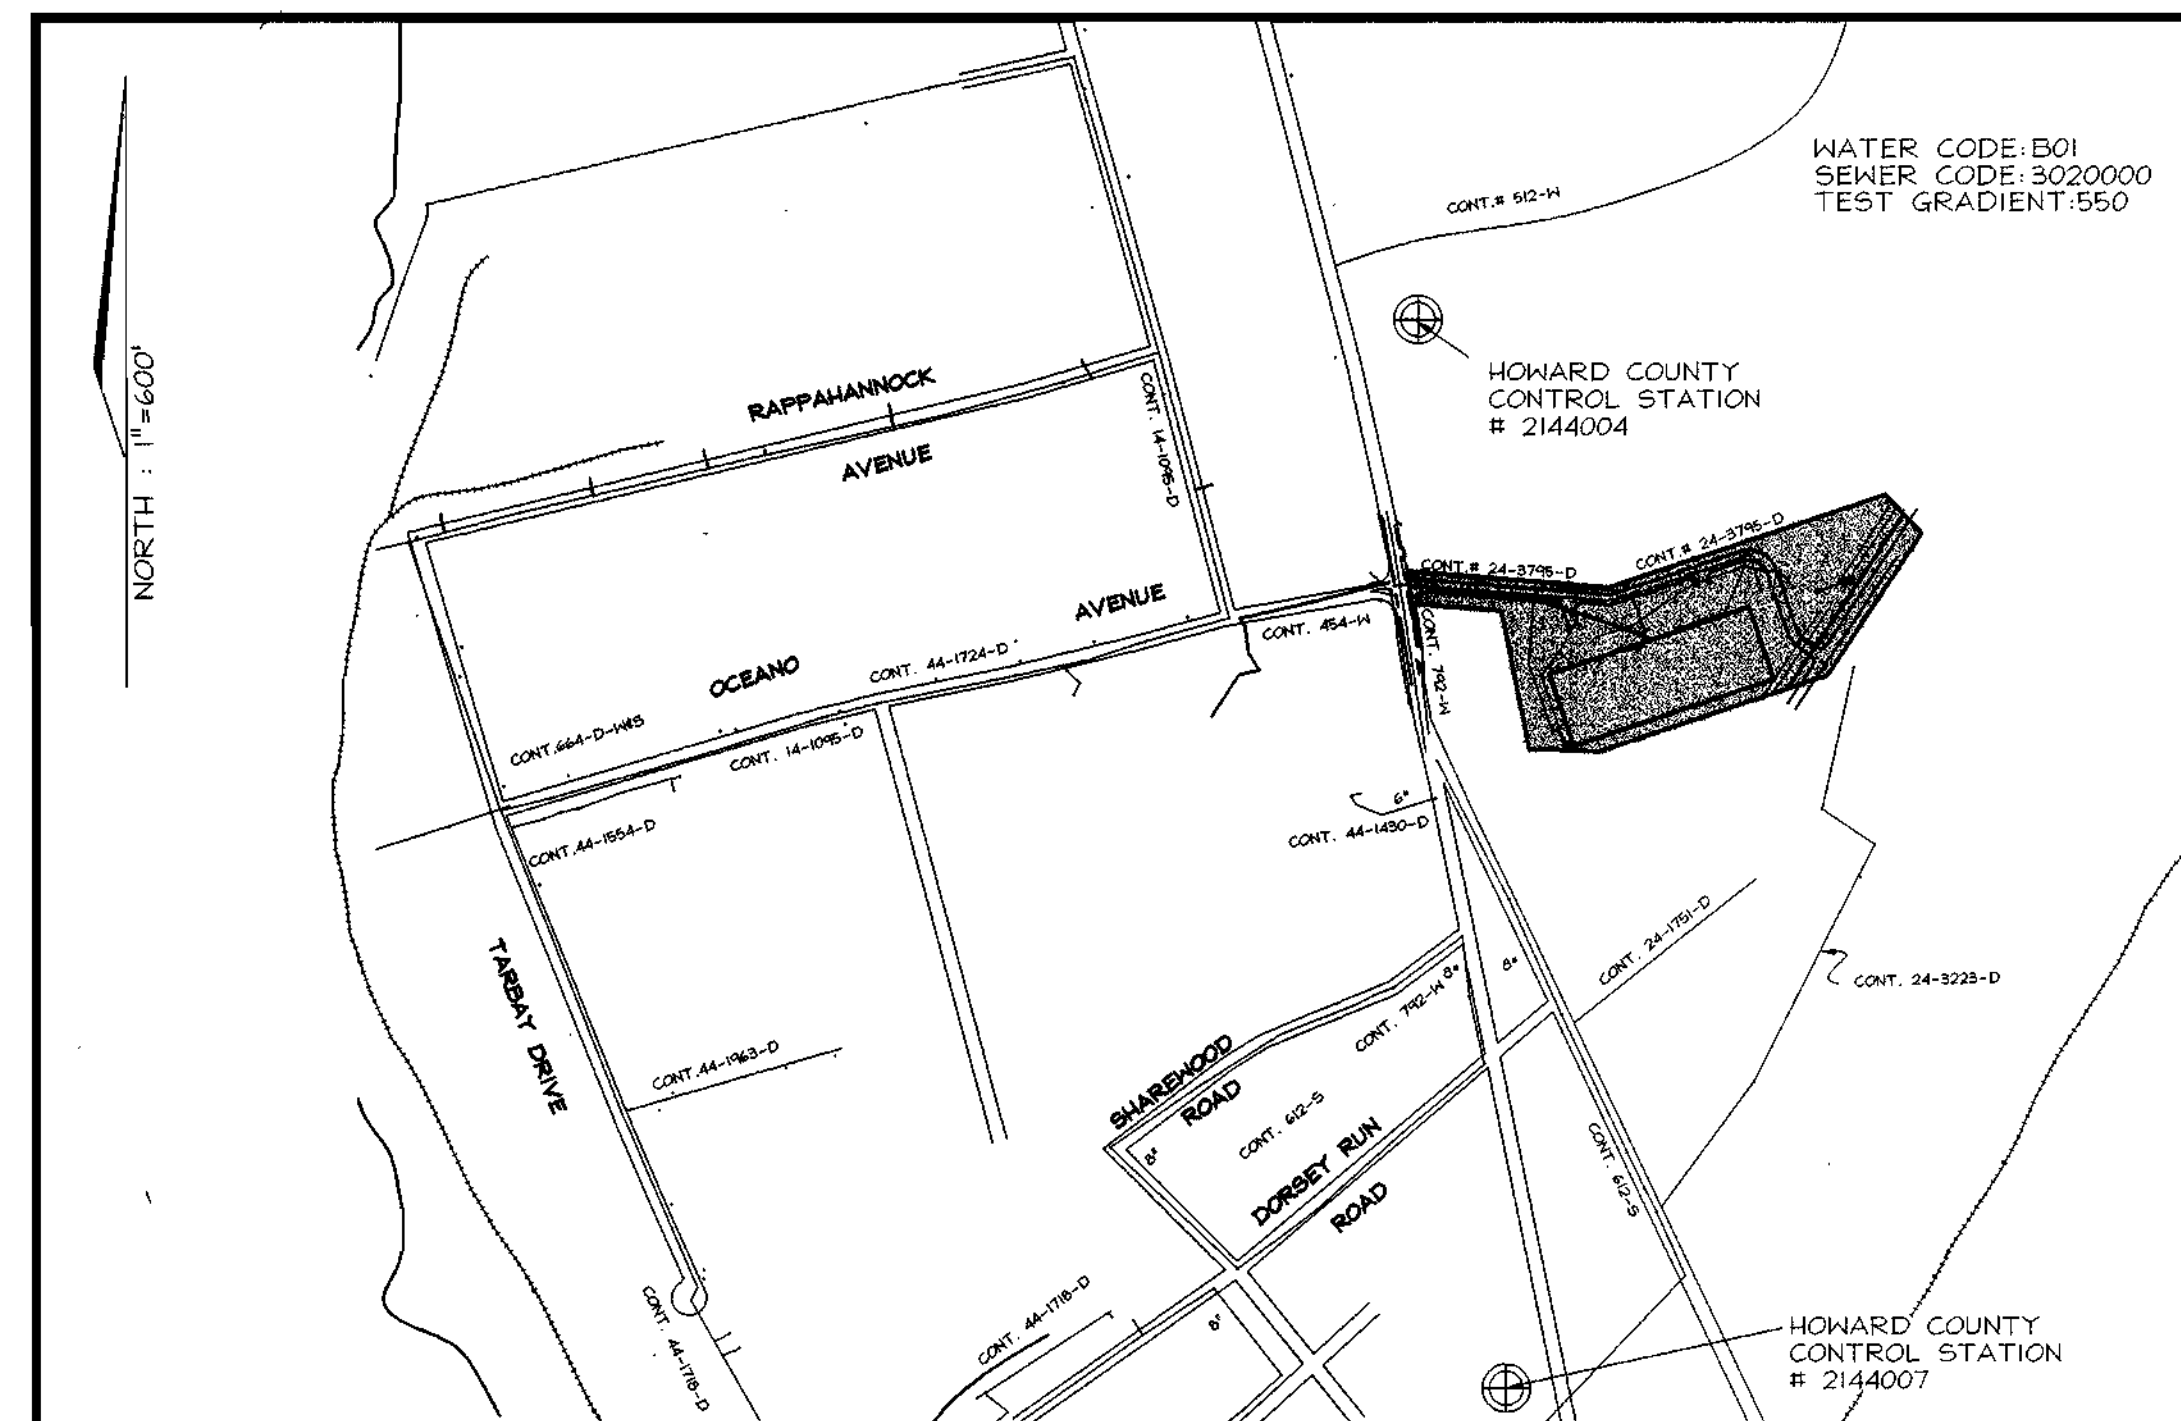 WATER CODE:B01
SEWER CODE:3020000
TEST GRADIENT:550
CONT.# 512-W
NORTH : 1"=600'
HOWARD COUNTY
CONTROL STATION
# 2144004
RAPPAHANNOCK
AVENUE
CONT. 14-1095-D
CONT.# 24-3795-D
CONT.# 24-3795-D
AVENUE
CONT. 454-W
CONT. 792-W
OCEANO
CONT. 44-1724-D
CONT.664-D-W&S
CONT. 14-1095-D
CONT.44-1554-D
6"
CONT. 44-1430-D
CONT. 24-1751-D
8"
8"
CONT. 24-3223-D
TARBAY DRIVE
CONT. 792-W
CONT.44-1963-D
SHAREWOOD
ROAD
8"
CONT. 612-S
DORSEY RUN
ROAD
CONT. 612-S
CONT. 44-1718-D
CONT. 44-1718-D
8"
HOWARD COUNTY
CONTROL STATION
# 2144007